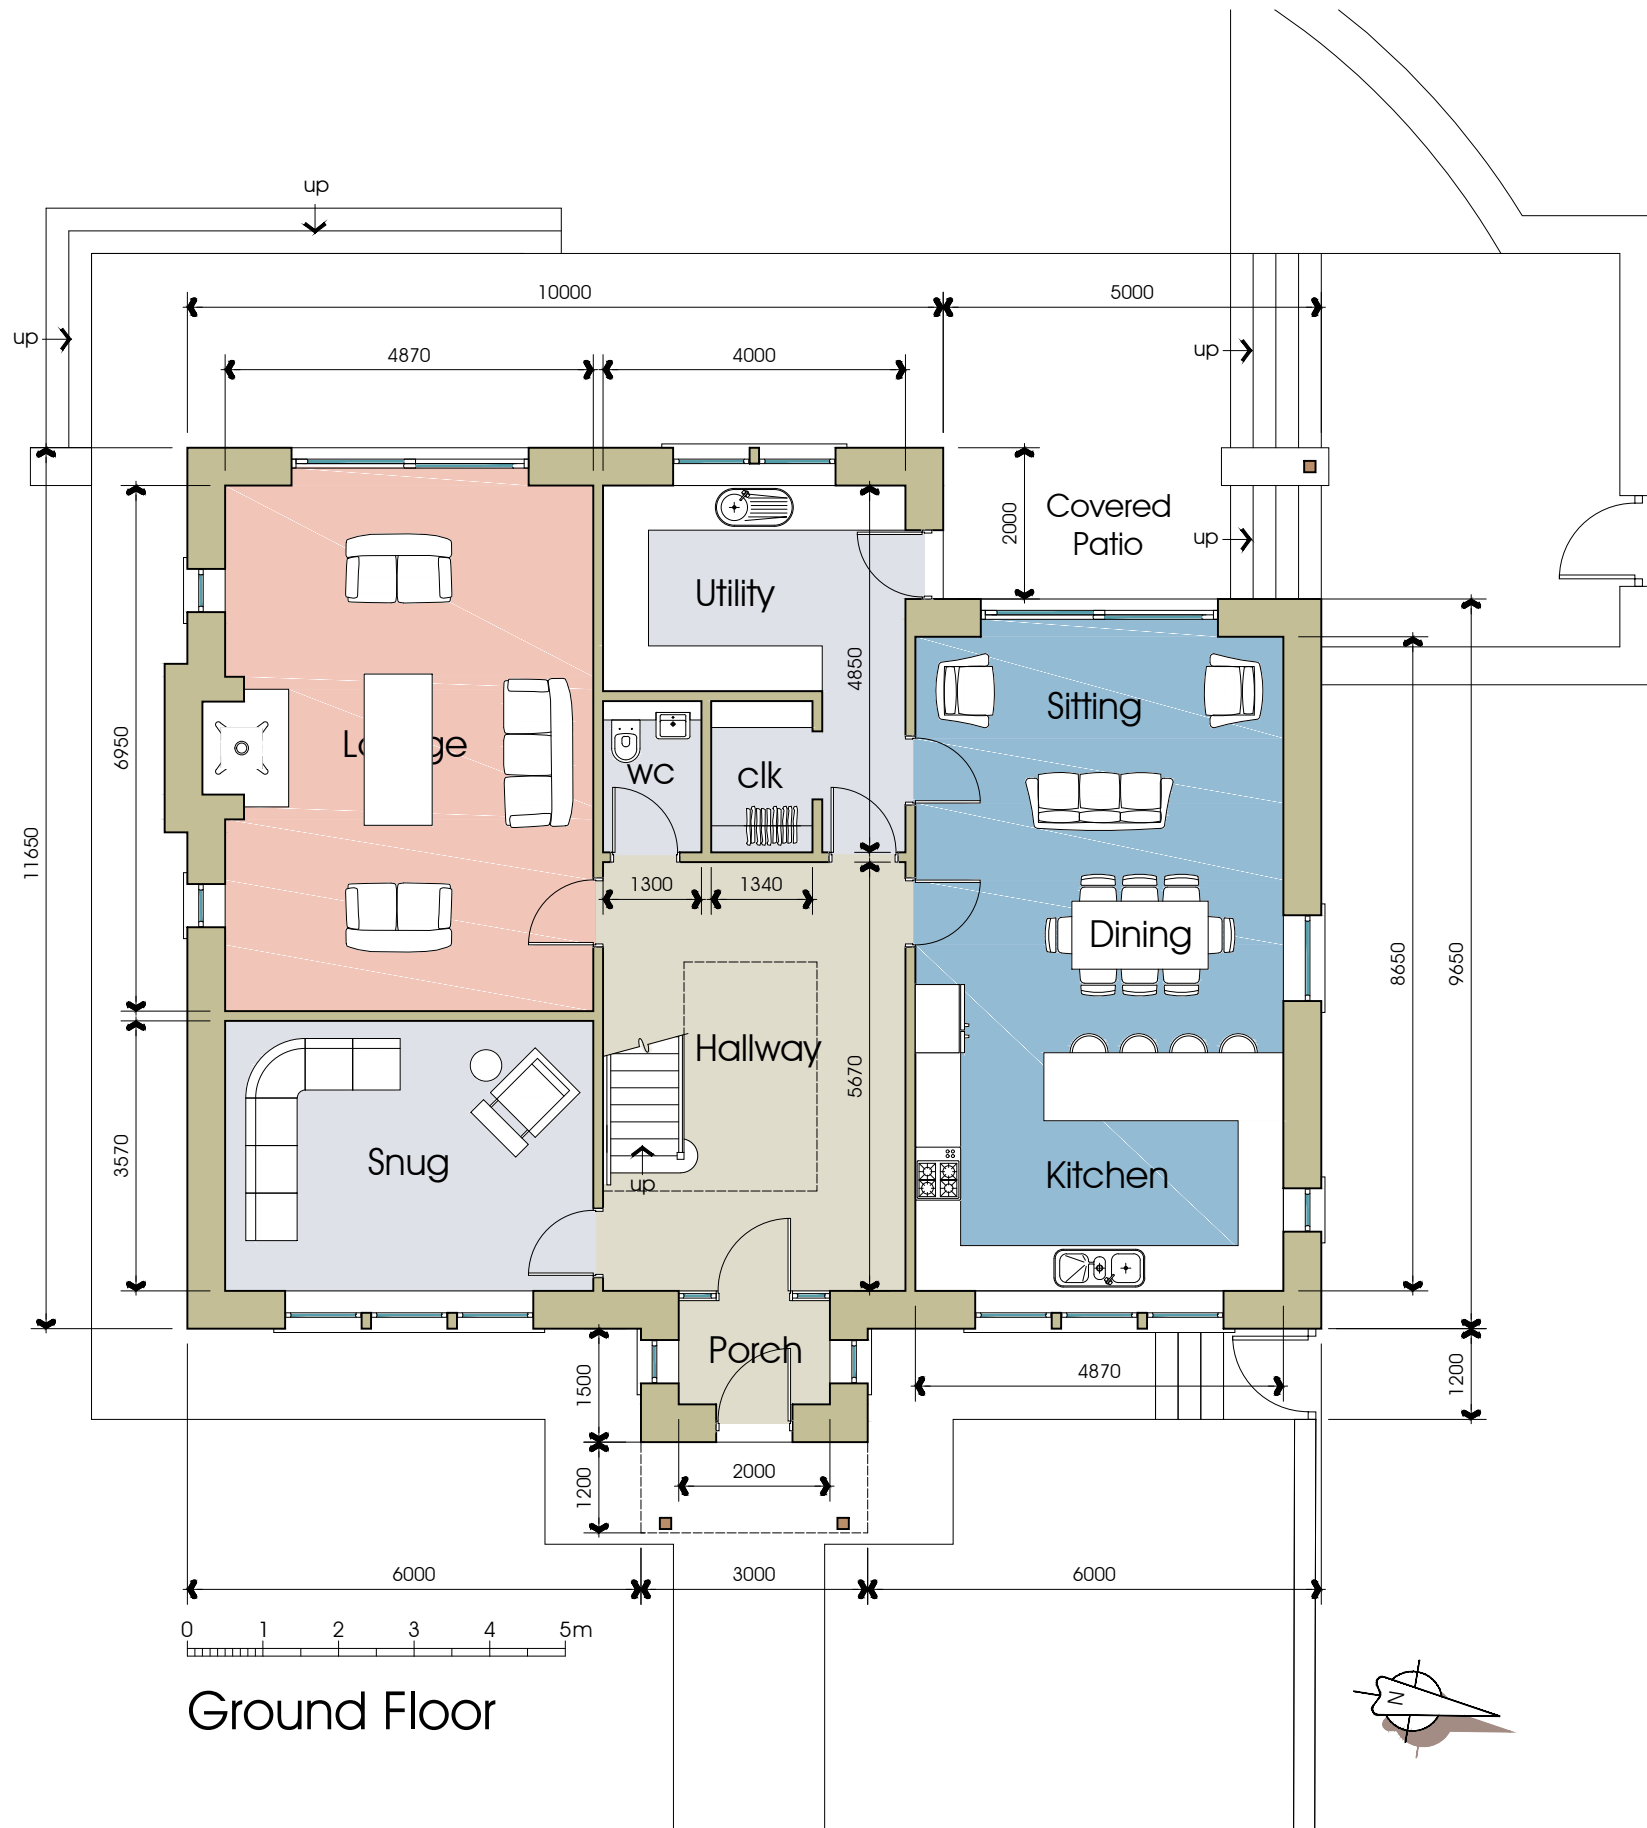 up
10000
5000
up
4870
4000
up
2000
Covered
Patio
up
Utility
4850
Sitting
6950
Lounge
wc
clk
11650
1300
1340
Dining
8650
9650
Hallway
5670
3570
Snug
up
Kitchen
Porch
1500
4870
1200
2000
1200
6000
3000
6000
0 1 2 3 4 5m
Ground Floor
N